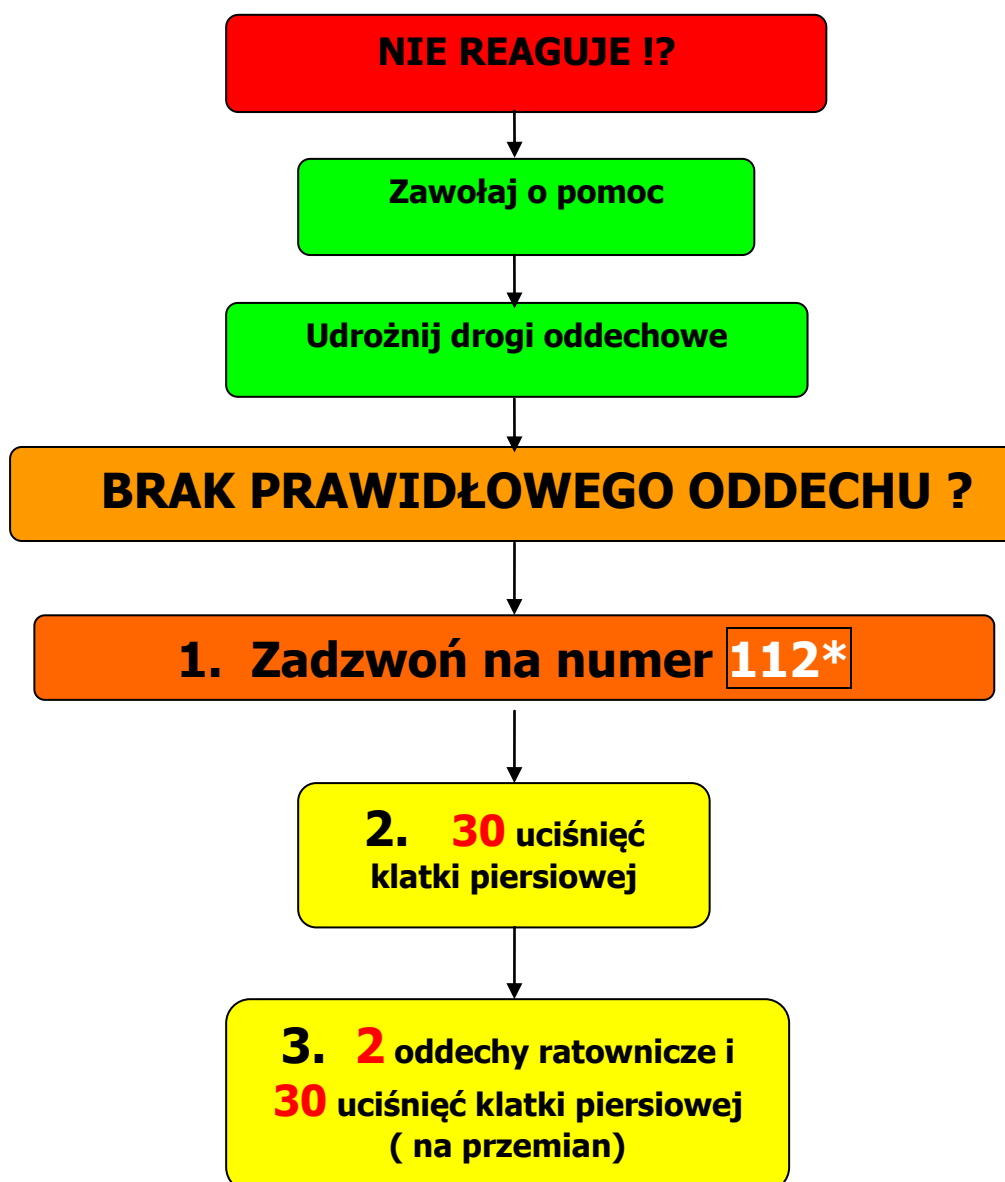 NIE REAGUJE !?
Zawołaj o pomoc
Udrożnij drogi oddechowe
BRAK PRAWIDŁOWEGO ODDECHU ?
1. Zadzwoń na numer 112*
2. 30 uciśnięć
klatki piersiowej
3. 2 oddechy ratownicze i
30 uciśnięć klatki piersiowej
( na przemian)